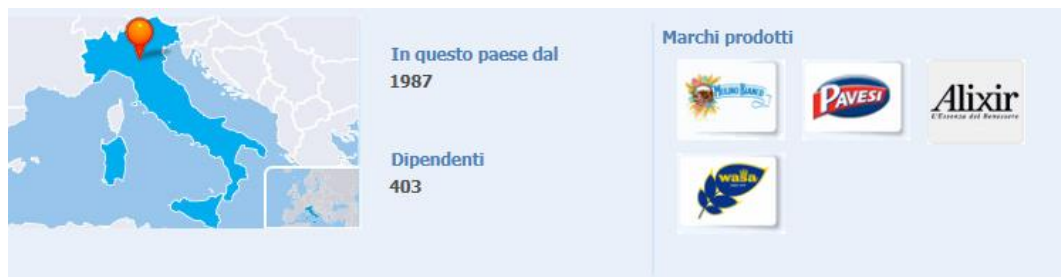 In questo paese dal
1987
Dipendenti
403
Marchi prodotti
MULINO BIANCO
PAVESI
Alixir
L'Essenza del Benessere
wasa